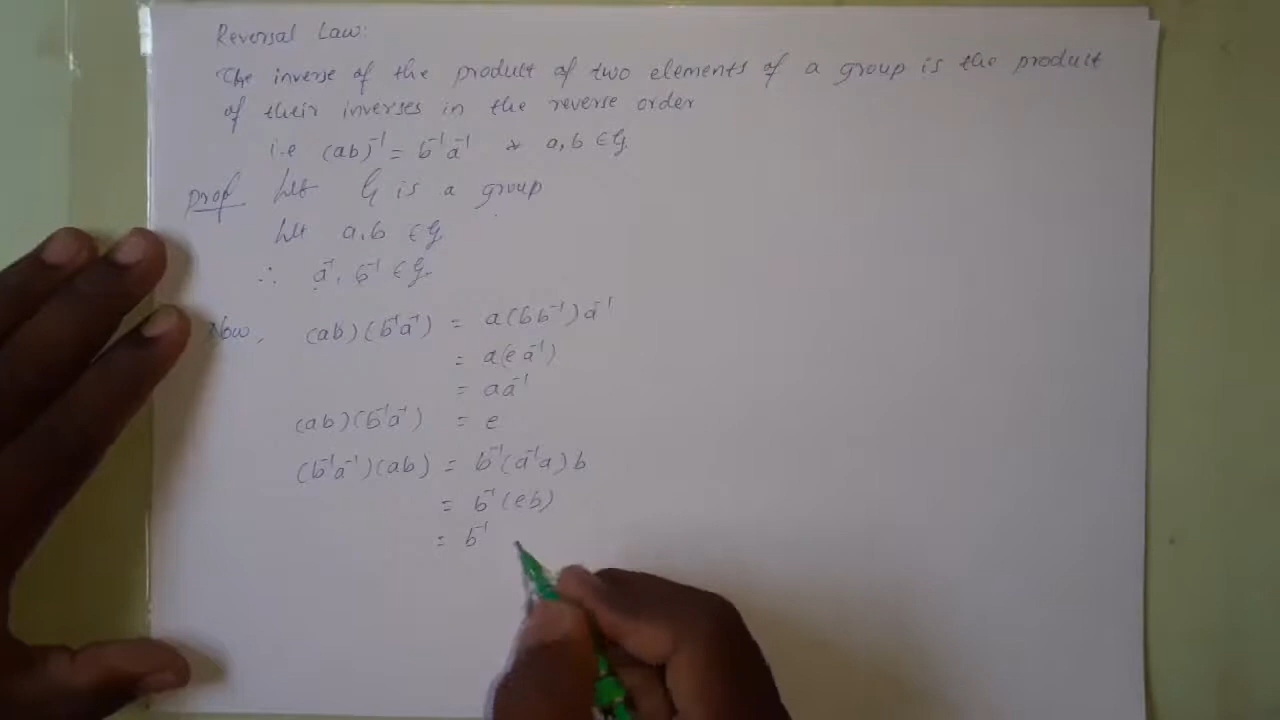 Reversal Law:
The inverse of the product of two elements of a group is the product
of their inverses in the reverse order
i.e (ab)⁻¹ = b⁻¹a⁻¹ ∀ a,b ∈ G
Proof Let G is a group
Let a,b ∈ G
∴ a⁻¹, b⁻¹ ∈ G.
Now, (ab)(b⁻¹a⁻¹) = a(bb⁻¹)a⁻¹
= a(ea⁻¹)
= aa⁻¹
(ab)(b⁻¹a⁻¹) = e
(b⁻¹a⁻¹)(ab) = b⁻¹(a⁻¹a)b
= b⁻¹(eb)
= b⁻¹